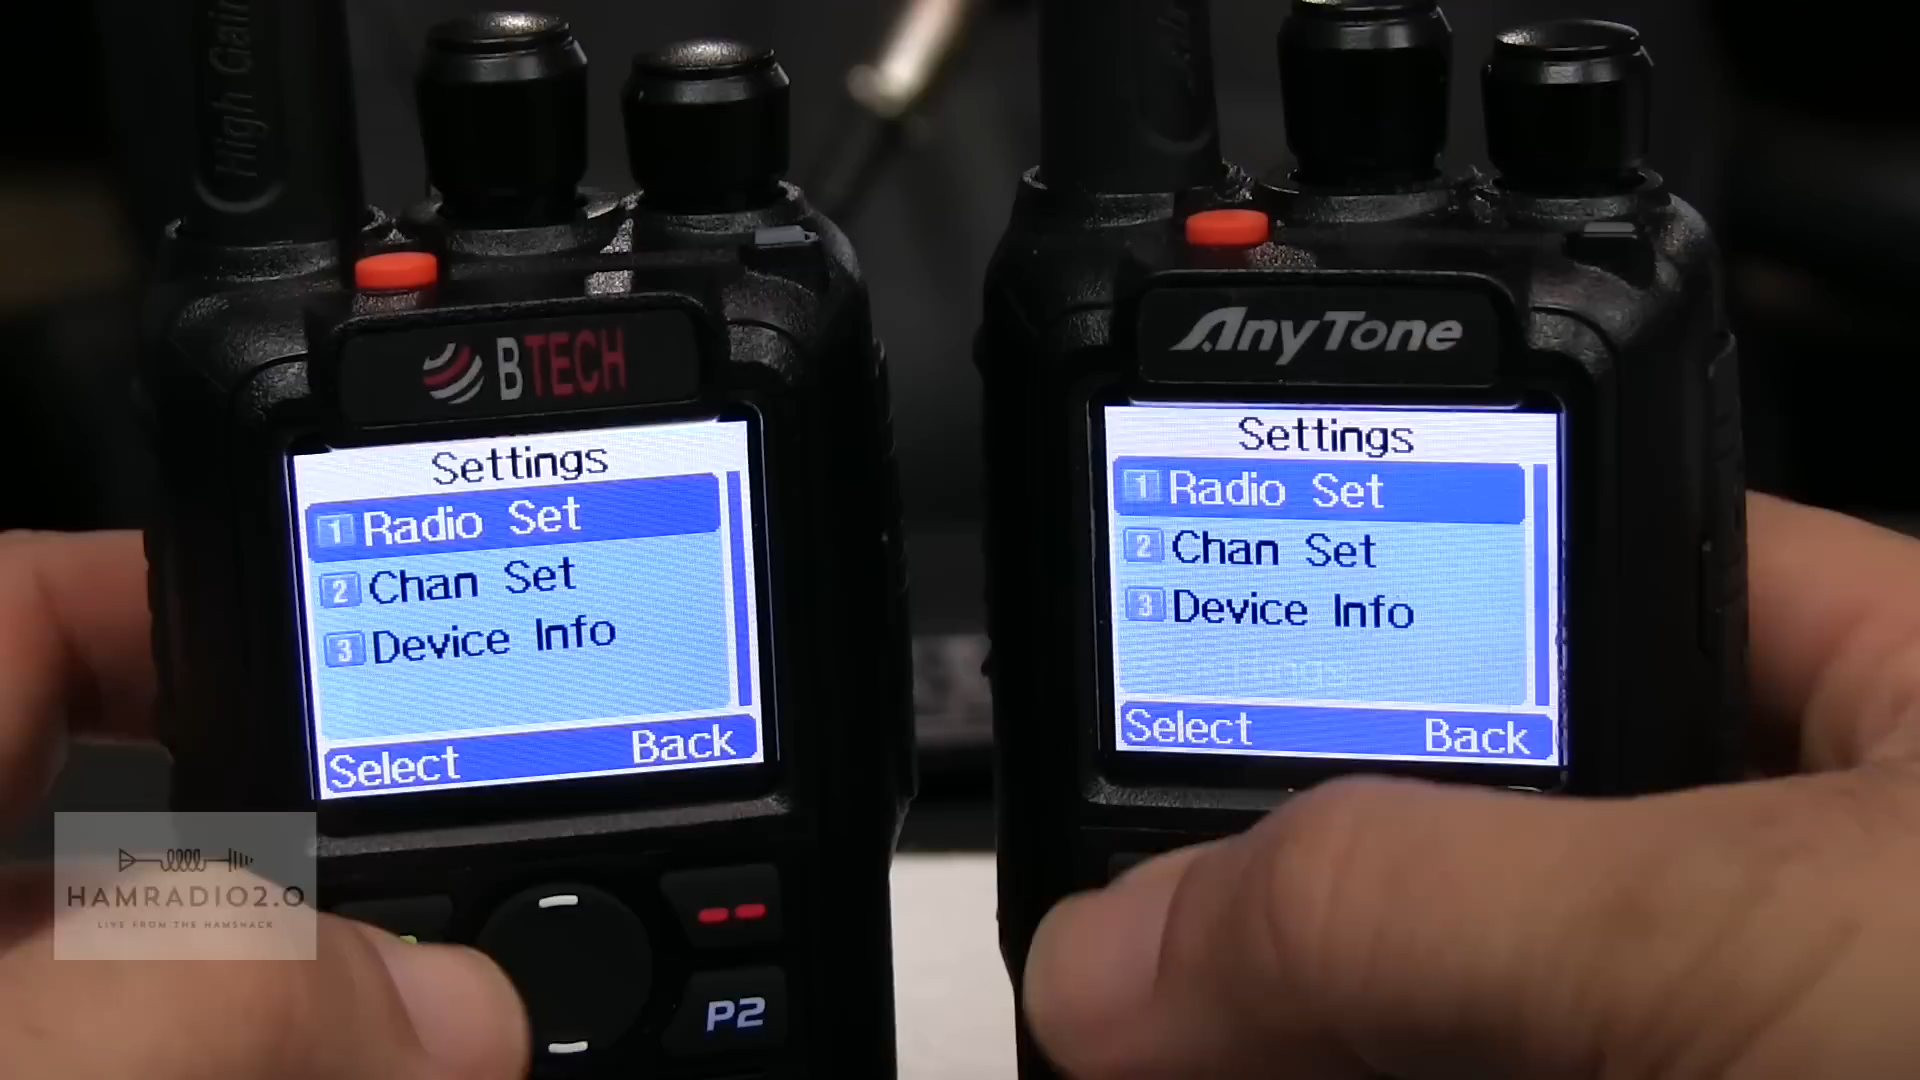 High Gain
BTECH
Settings
1 Radio Set
2 Chan Set
3 Device Info
Select Back
P2
AnyTone
Settings
1 Radio Set
2 Chan Set
3 Device Info
Select Back
HAMRADIO2.0
LIVE FROM THE HAMSHACK